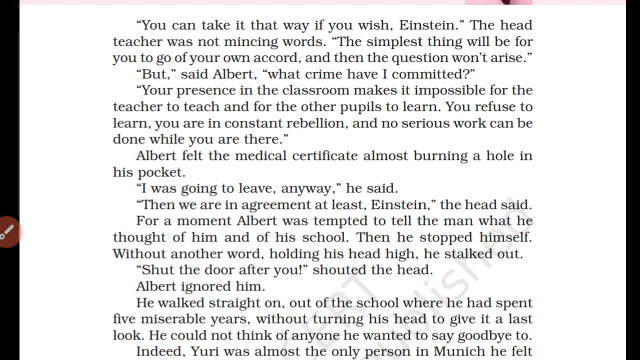 “You can take it that way if you wish, Einstein.” The head
teacher was not mincing words. “The simplest thing will be for
you to go of your own accord, and then the question won’t arise.”
“But,” said Albert, “what crime have I committed?”
“Your presence in the classroom makes it impossible for the
teacher to teach and for the other pupils to learn. You refuse to
learn, you are in constant rebellion, and no serious work can be
done while you are there.”
Albert felt the medical certificate almost burning a hole in
his pocket.
“I was going to leave, anyway,” he said.
“Then we are in agreement at least, Einstein,” the head said.
For a moment Albert was tempted to tell the man what he
thought of him and of his school. Then he stopped himself.
Without another word, holding his head high, he stalked out.
“Shut the door after you!” shouted the head.
Albert ignored him.
He walked straight on, out of the school where he had spent
five miserable years, without turning his head to give it a last
look. He could not think of anyone he wanted to say goodbye to.
Indeed, Yuri was almost the only person in Munich he felt